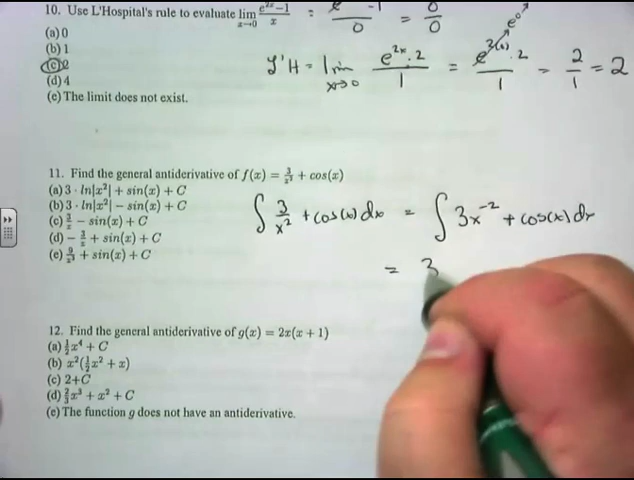 10. Use L'Hospital's rule to evaluate lim x→0 e^{2x}−1 / x = e −1 / 0 = 0/0
e^0
(a) 0
(b) 1
(c) 2
(d) 4
(e) The limit does not exist.
L'H = lim x→0 e^{2x}·2 / 1 = e^{2(0)}·2 / 1 = 2/1 = 2
11. Find the general antiderivative of f(x) = 3/x² + cos(x)
(a) 3 · ln|x²| + sin(x) + C
(b) 3 · ln|x²| − sin(x) + C
(c) 3/x − sin(x) + C
(d) − 3/x + sin(x) + C
(e) 9/x³ + sin(x) + C
∫ 3/x² + cos(x) dx = ∫ 3x⁻² + cos(x) dx
= 3
12. Find the general antiderivative of g(x) = 2x(x + 1)
(a) ½x⁴ + C
(b) x²(½x² + x)
(c) 2+C
(d) ⅔x³ + x² + C
(e) The function g does not have an antiderivative.